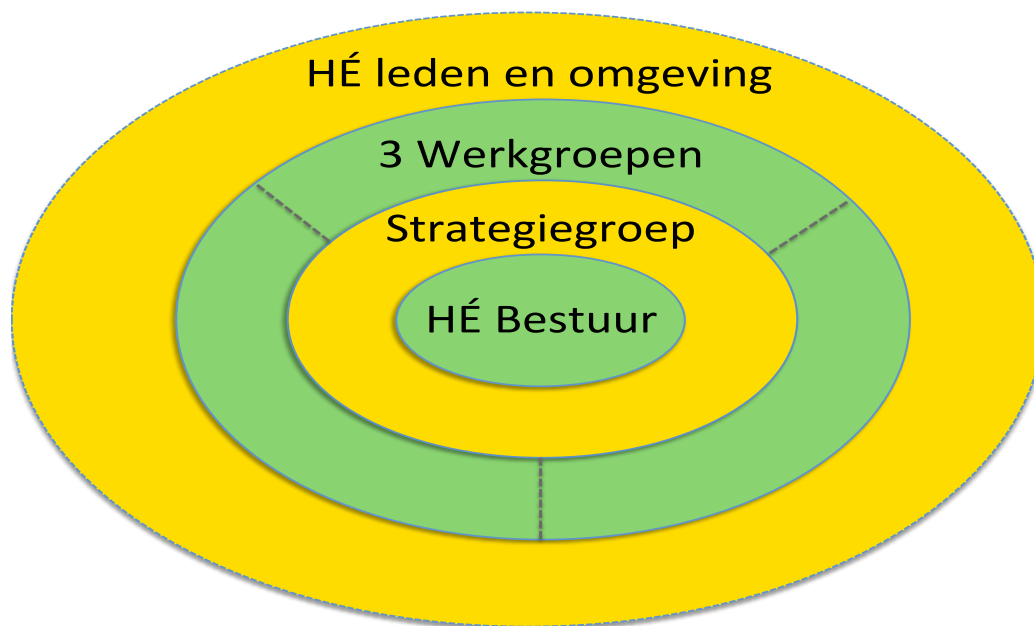 HÉ leden en omgeving
3 Werkgroepen
Strategiegroep
HÉ Bestuur